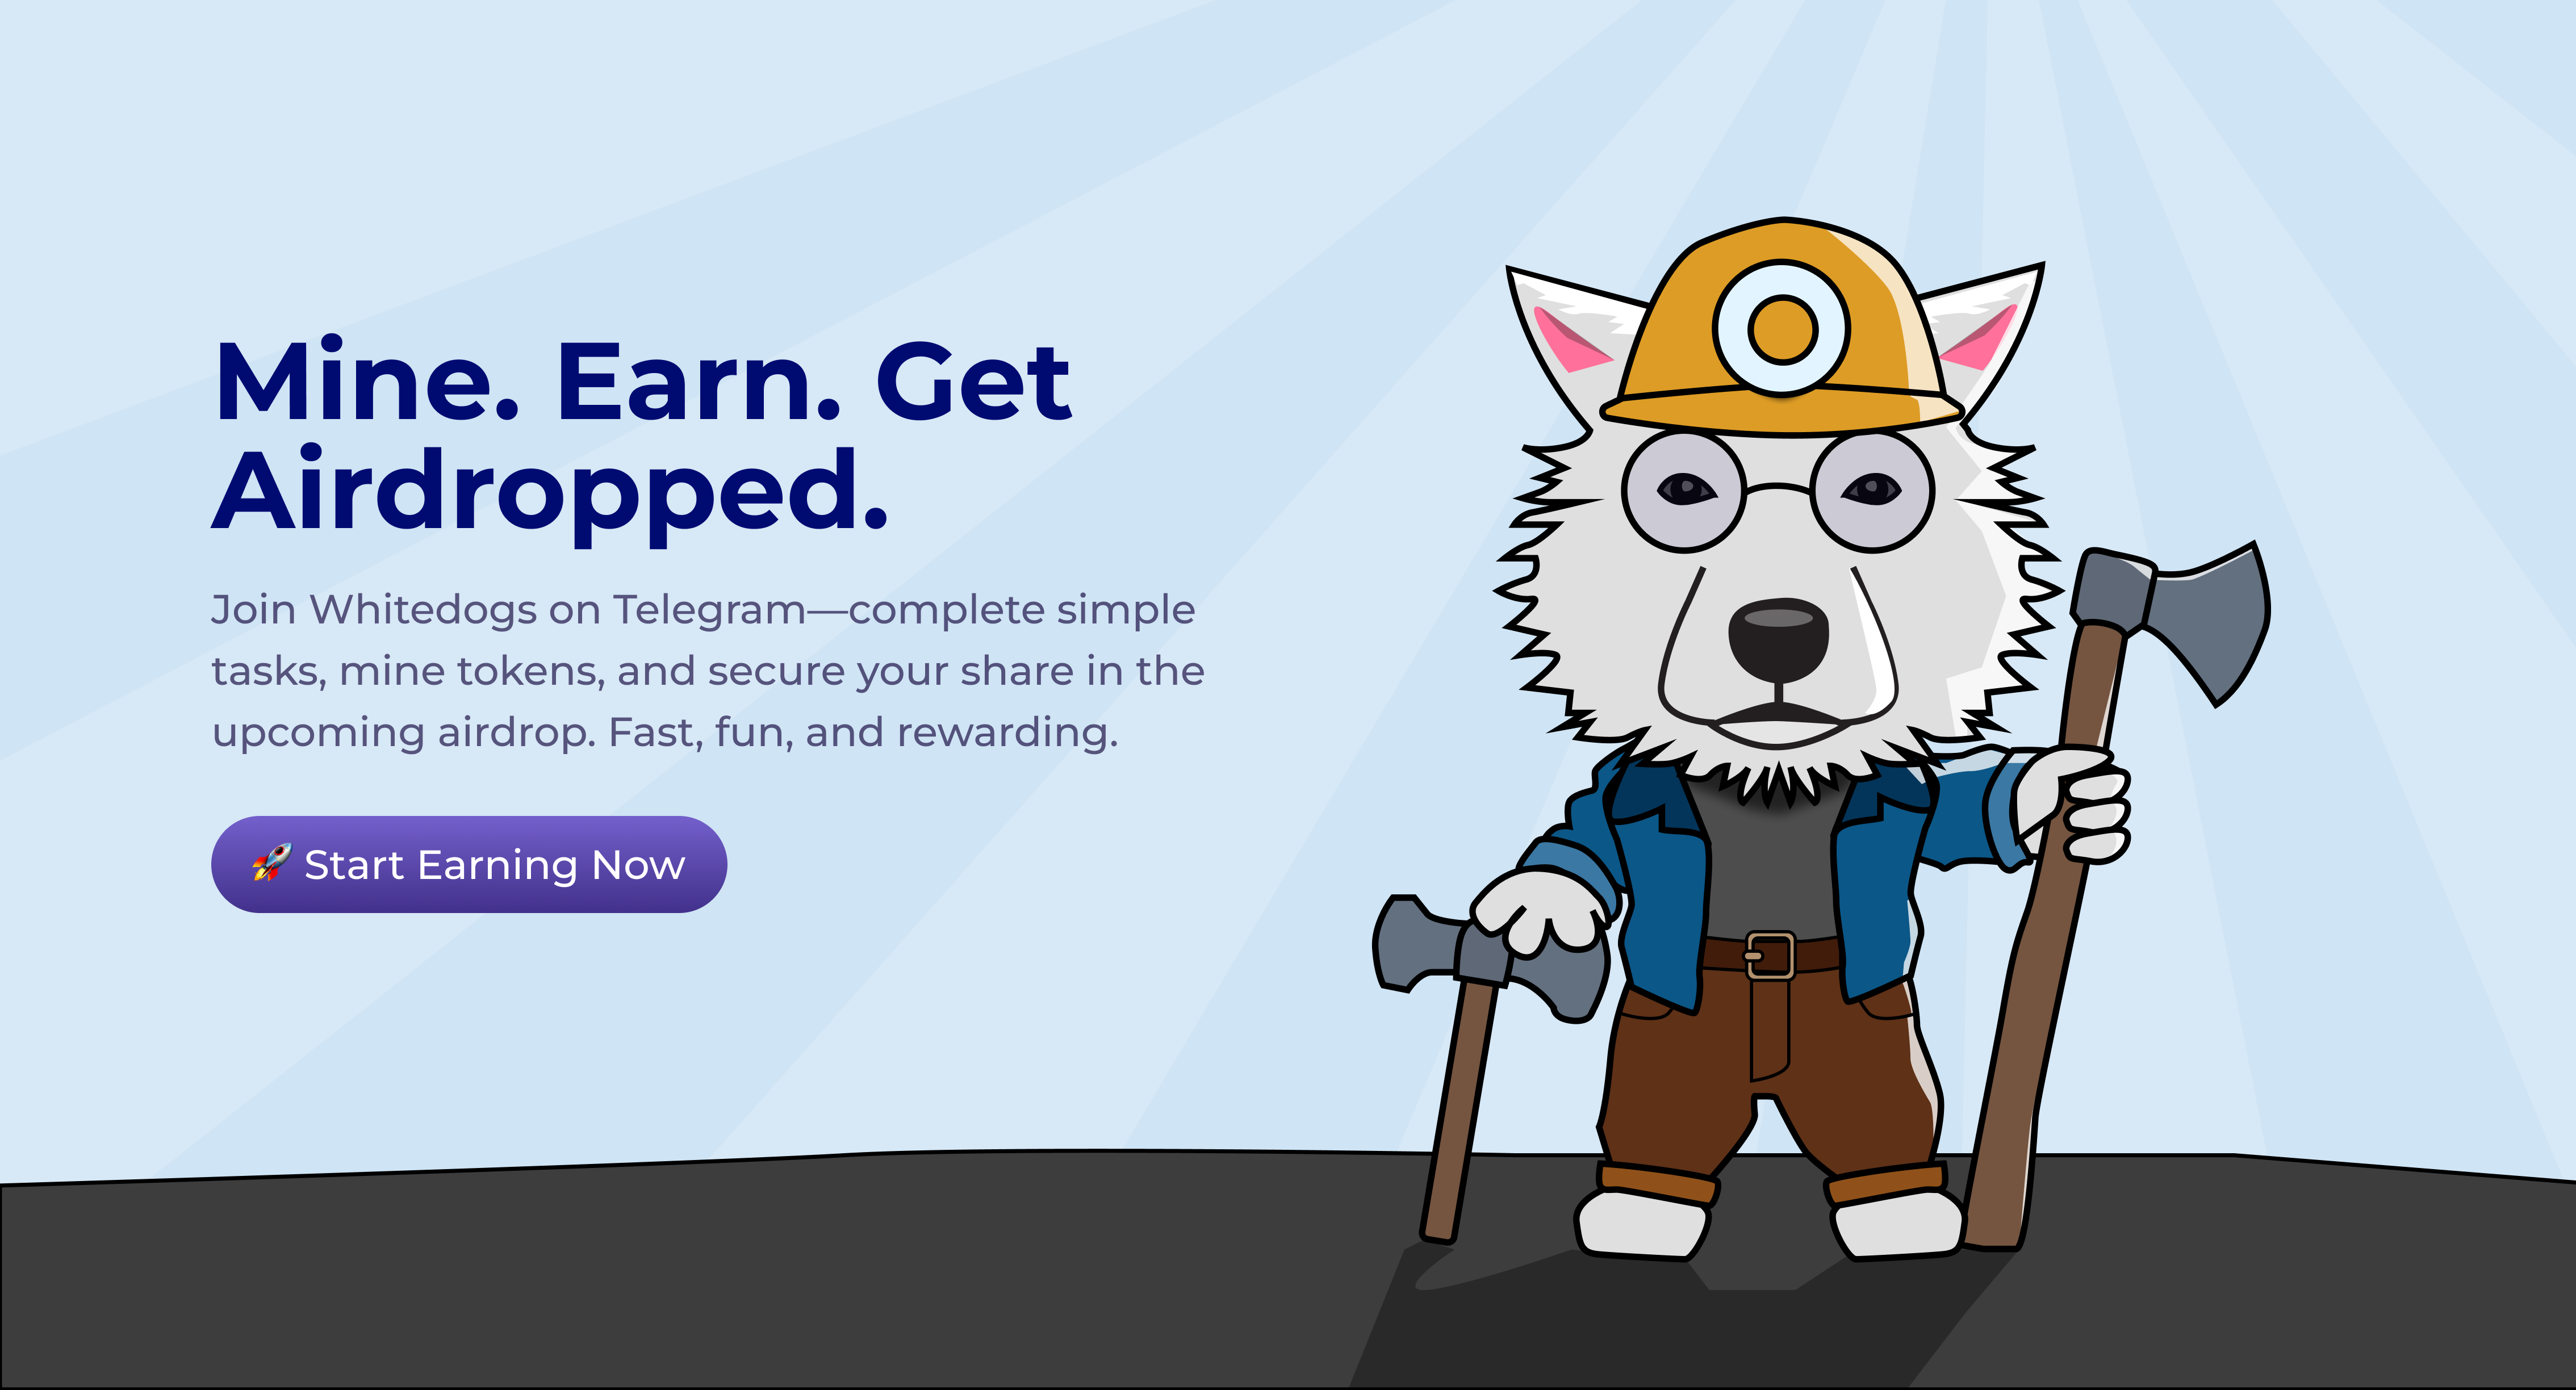 Mine. Earn. Get
Airdropped.
Join Whitedogs on Telegram—complete simple
tasks, mine tokens, and secure your share in the
upcoming airdrop. Fast, fun, and rewarding.
🚀 Start Earning Now